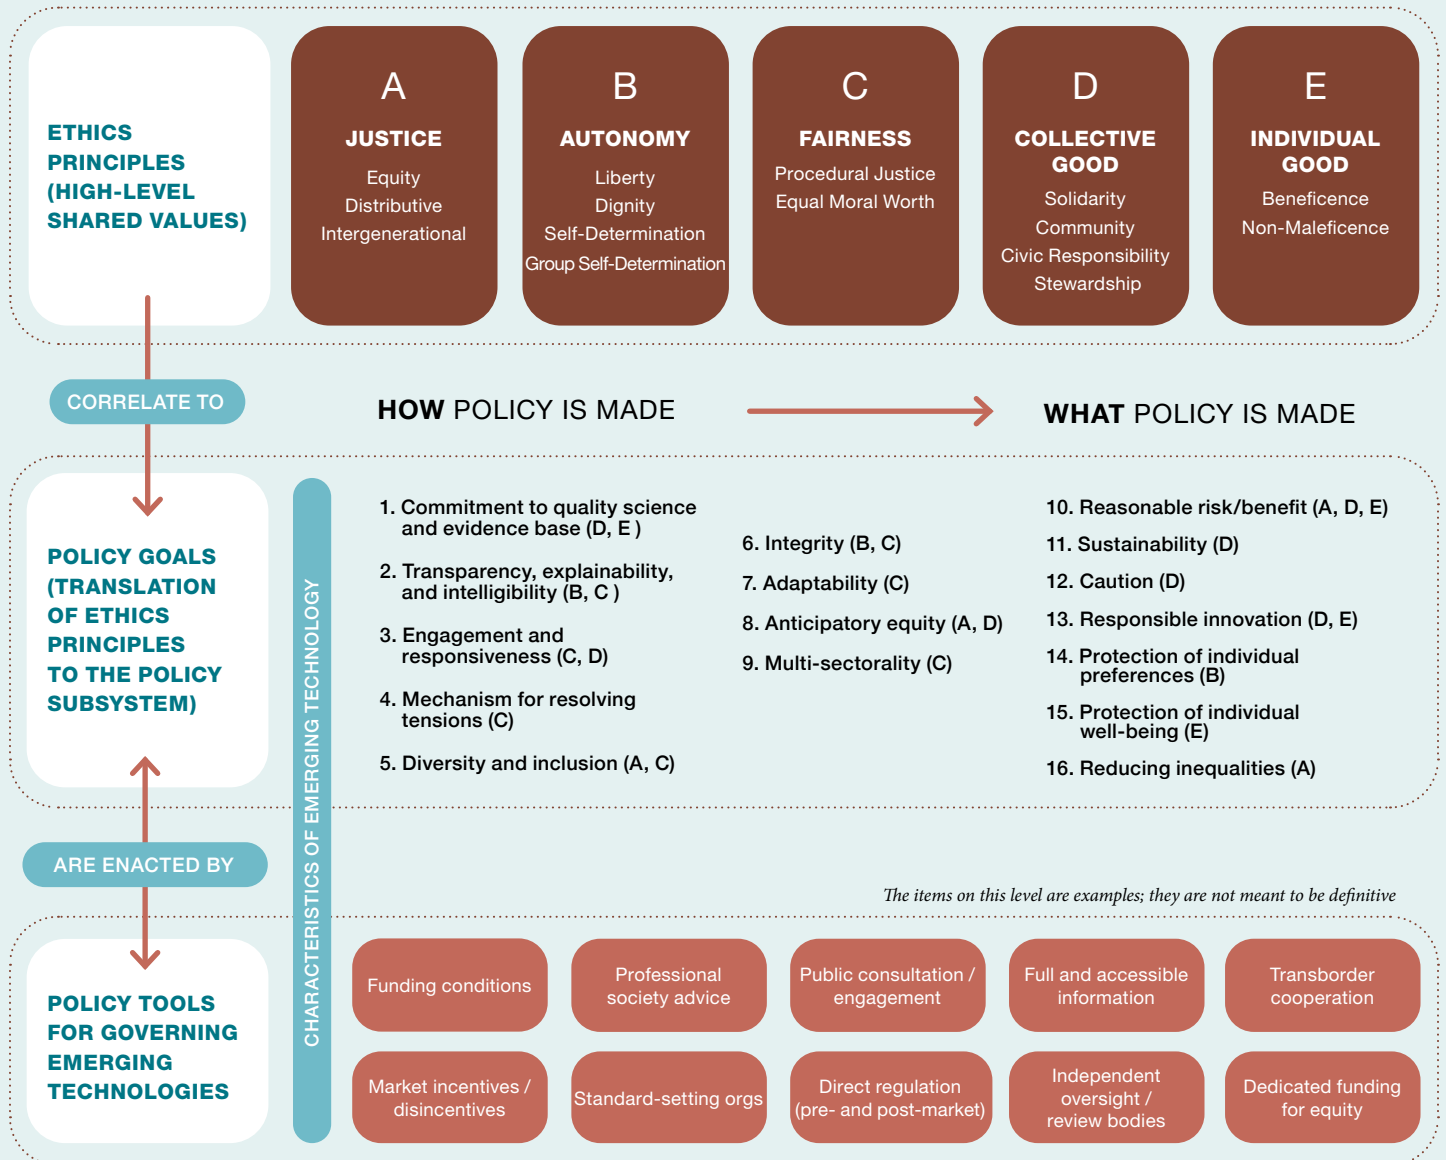 ETHICS
PRINCIPLES
(HIGH-LEVEL
SHARED VALUES)
A
JUSTICE
Equity
Distributive
Intergenerational
B
AUTONOMY
Liberty
Dignity
Self-Determination
Group Self-Determination
C
FAIRNESS
Procedural Justice
Equal Moral Worth
D
COLLECTIVE
GOOD
Solidarity
Community
Civic Responsibility
Stewardship
E
INDIVIDUAL
GOOD
Beneficence
Non-Maleficence
CORRELATE TO
HOW POLICY IS MADE
WHAT POLICY IS MADE
POLICY GOALS
(TRANSLATION
OF ETHICS
PRINCIPLES
TO THE POLICY
SUBSYSTEM)
CHARACTERISTICS OF EMERGING TECHNOLOGY
1. Commitment to quality science
and evidence base (D, E )
2. Transparency, explainability,
and intelligibility (B, C )
3. Engagement and
responsiveness (C, D)
4. Mechanism for resolving
tensions (C)
5. Diversity and inclusion (A, C)
6. Integrity (B, C)
7. Adaptability (C)
8. Anticipatory equity (A, D)
9. Multi-sectorality (C)
10. Reasonable risk/benefit (A, D, E)
11. Sustainability (D)
12. Caution (D)
13. Responsible innovation (D, E)
14. Protection of individual
preferences (B)
15. Protection of individual
well-being (E)
16. Reducing inequalities (A)
ARE ENACTED BY
The items on this level are examples; they are not meant to be definitive
POLICY TOOLS
FOR GOVERNING
EMERGING
TECHNOLOGIES
Funding conditions
Professional
society advice
Public consultation /
engagement
Full and accessible
information
Transborder
cooperation
Market incentives /
disincentives
Standard-setting orgs
Direct regulation
(pre- and post-market)
Independent
oversight /
review bodies
Dedicated funding
for equity